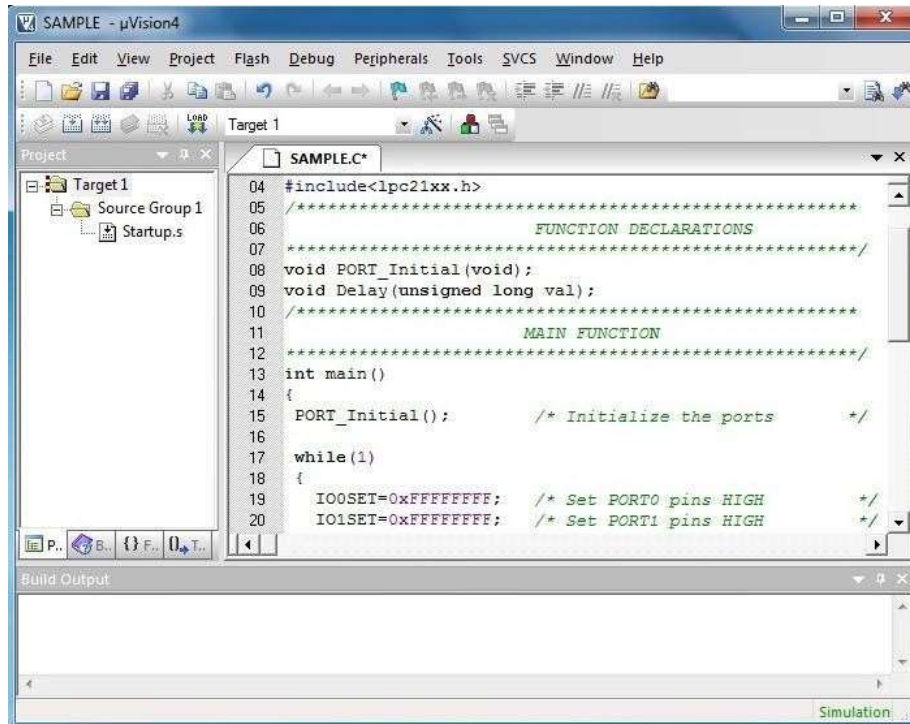 SAMPLE - µVision4
File Edit View Project Flash Debug Peripherals Tools SVCS Window Help
LOAD Target 1
Project
SAMPLE.C*
Target 1
Source Group 1
Startup.s
04 #include<lpc21xx.h>
05 /******************************************************
06 FUNCTION DECLARATIONS
07 ******************************************************/
08 void PORT_Initial(void);
09 void Delay(unsigned long val);
10 /******************************************************
11 MAIN FUNCTION
12 ******************************************************/
13 int main()
14 {
15 PORT_Initial(); /* Initialize the ports */
16
17 while(1)
18 {
19 IO0SET=0xFFFFFFFF; /* Set PORT0 pins HIGH */
20 IO1SET=0xFFFFFFFF; /* Set PORT1 pins HIGH */
P.. B.. {} F.. 0 T..
Build Output
Simulation